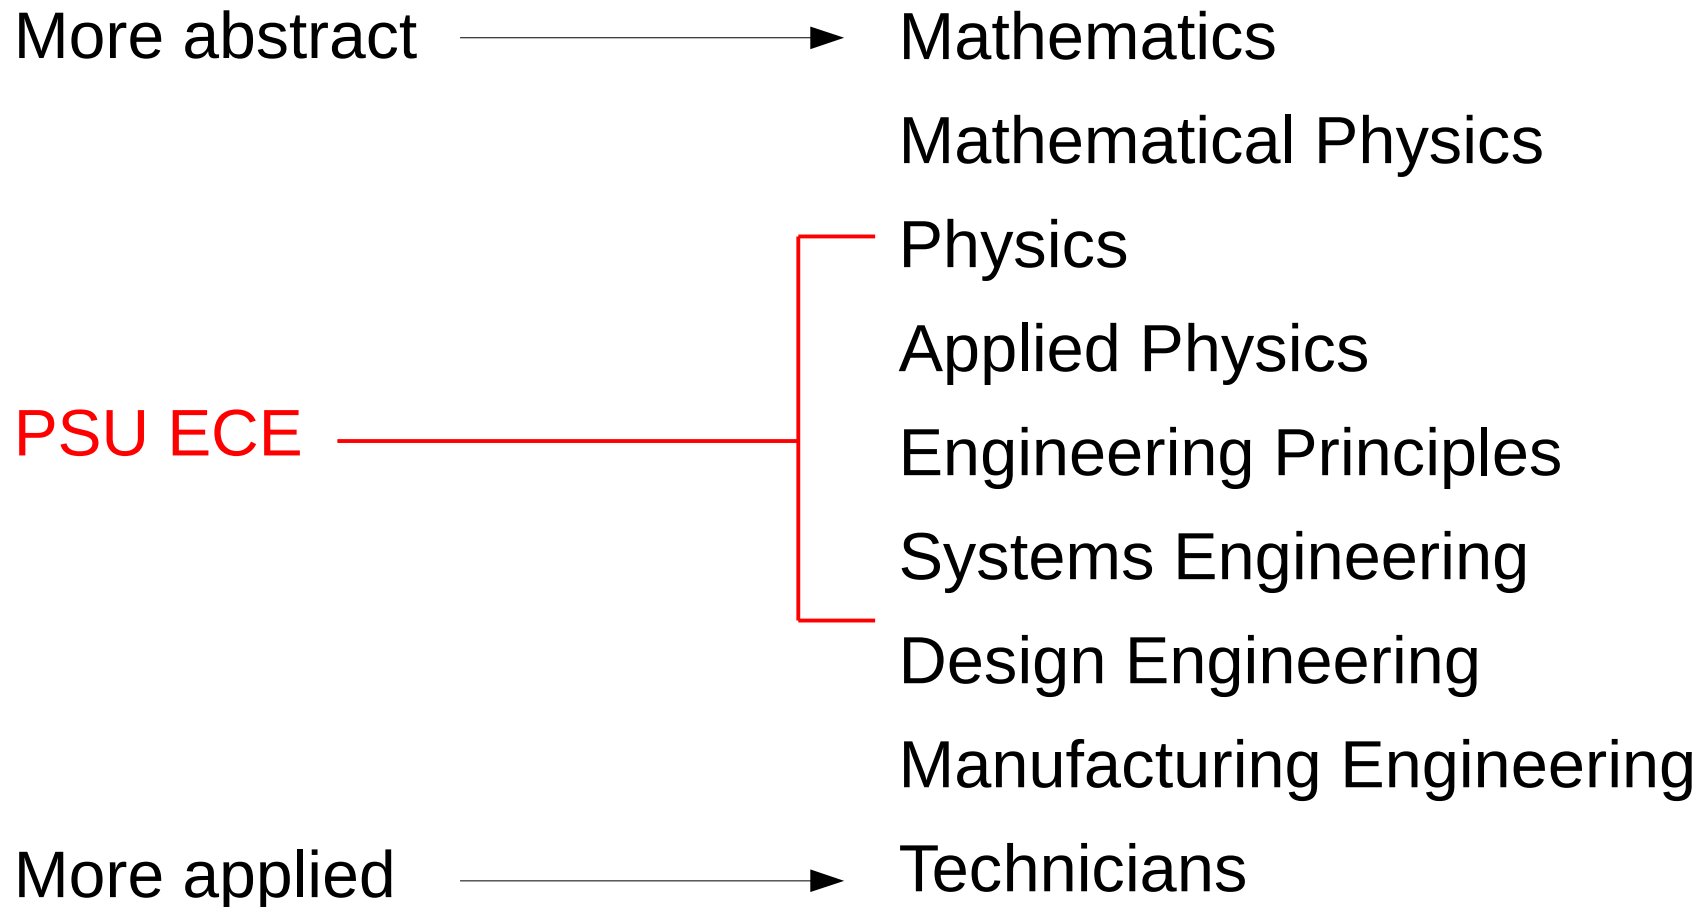 More abstract
Mathematics
Mathematical Physics
Physics
Applied Physics
PSU ECE
Engineering Principles
Systems Engineering
Design Engineering
Manufacturing Engineering
More applied
Technicians